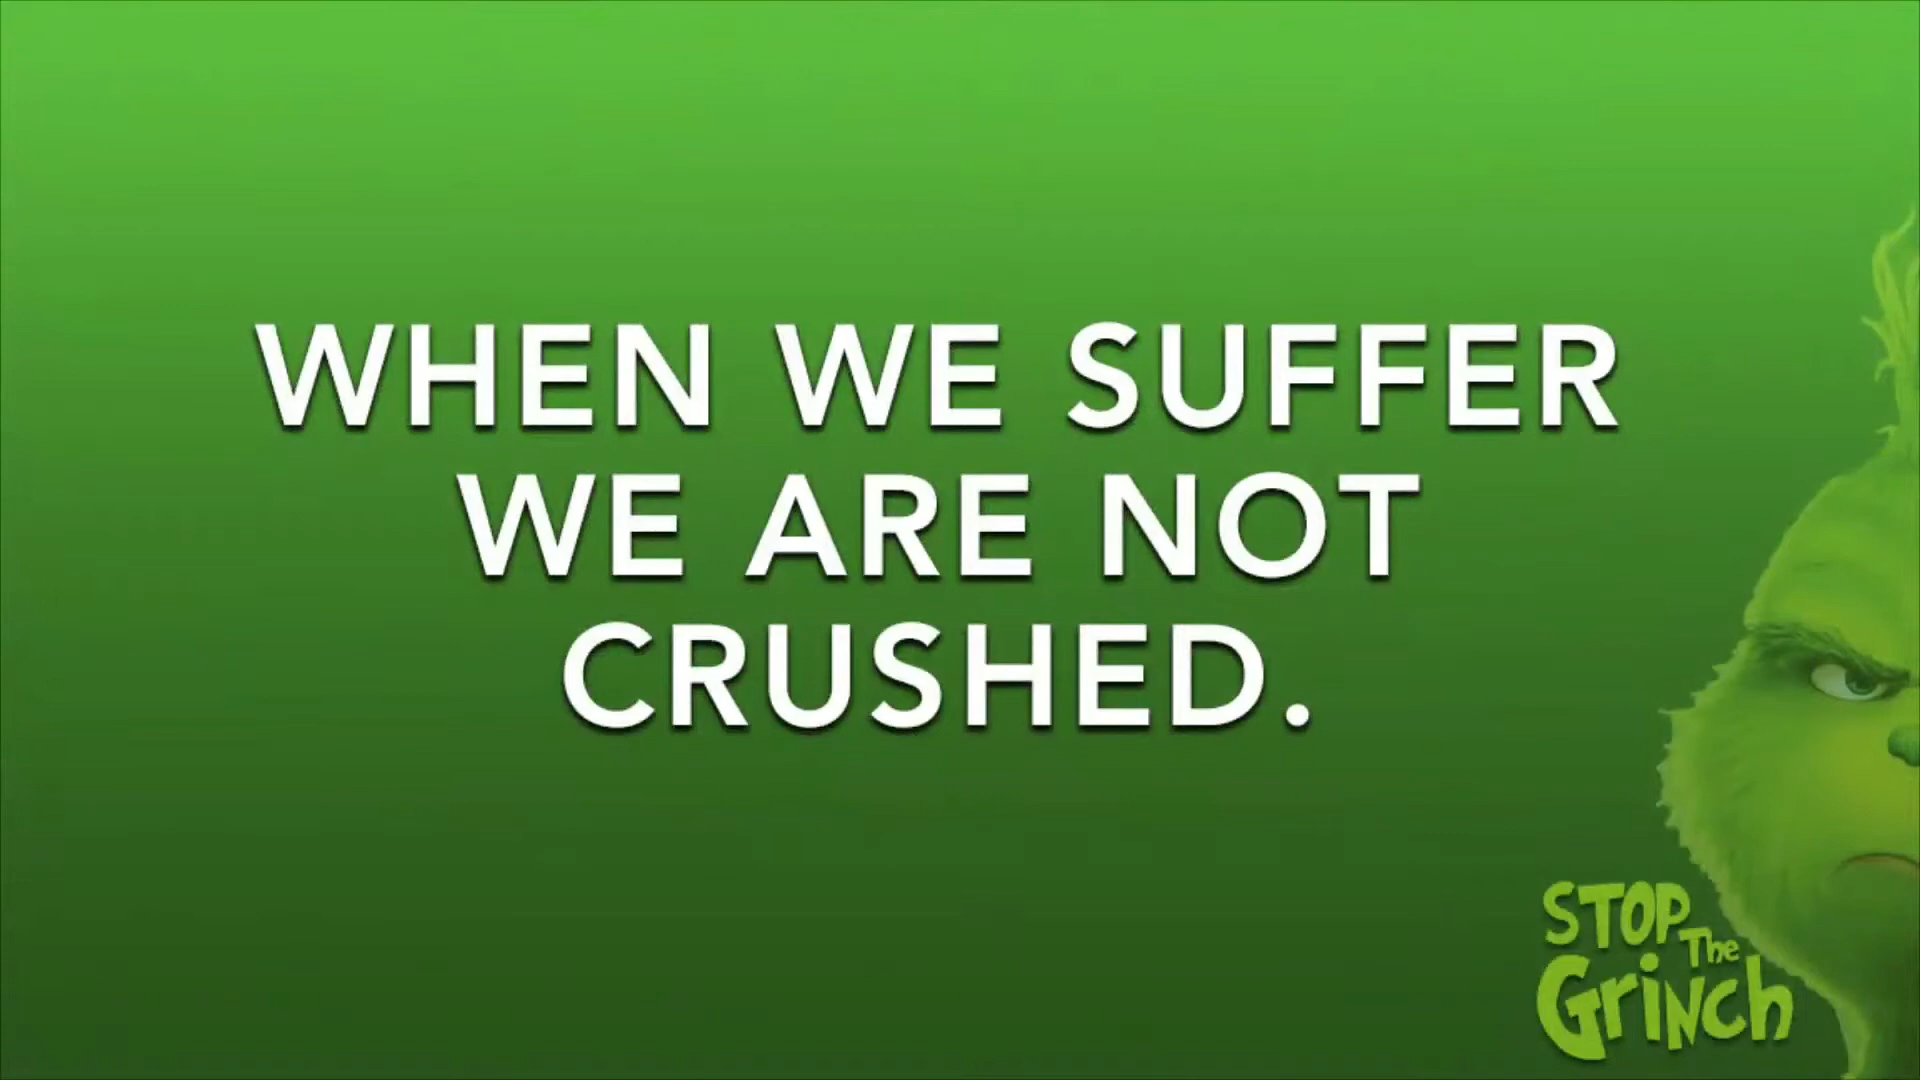 WHEN WE SUFFER
WE ARE NOT
CRUSHED.
STOP
The
GriNch